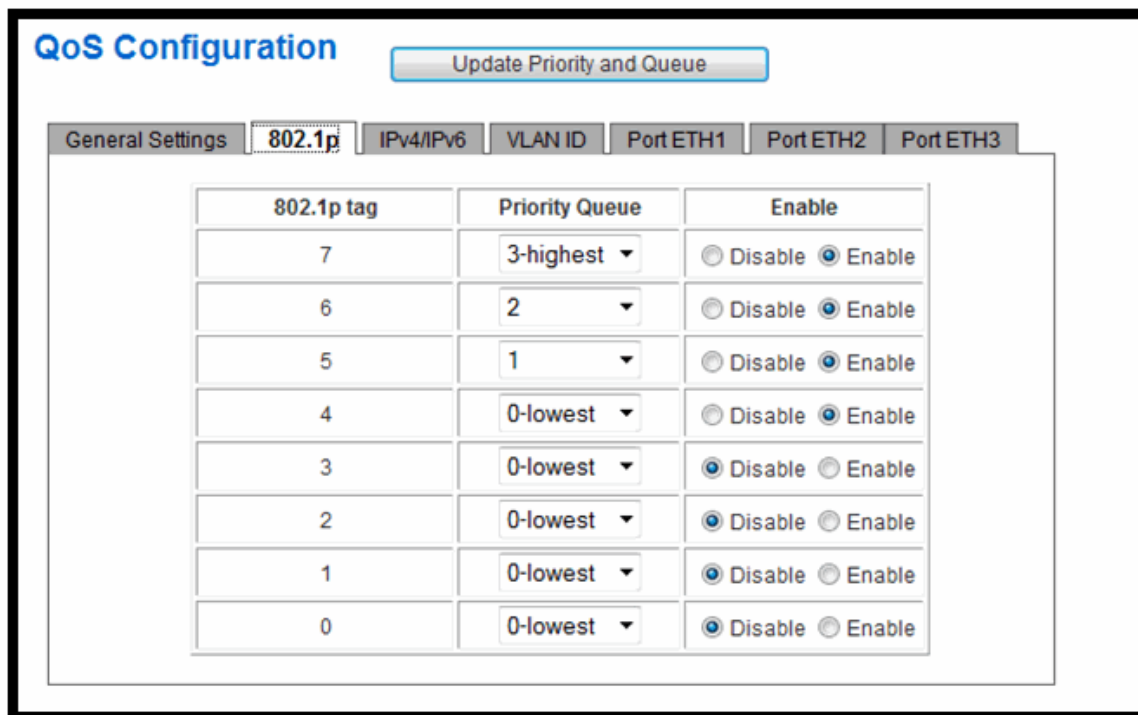 QoS Configuration
Update Priority and Queue
General Settings 802.1p IPv4/IPv6 VLAN ID Port ETH1 Port ETH2 Port ETH3
802.1p tag Priority Queue Enable
7 3-highest Disable Enable
6 2 Disable Enable
5 1 Disable Enable
4 0-lowest Disable Enable
3 0-lowest Disable Enable
2 0-lowest Disable Enable
1 0-lowest Disable Enable
0 0-lowest Disable Enable